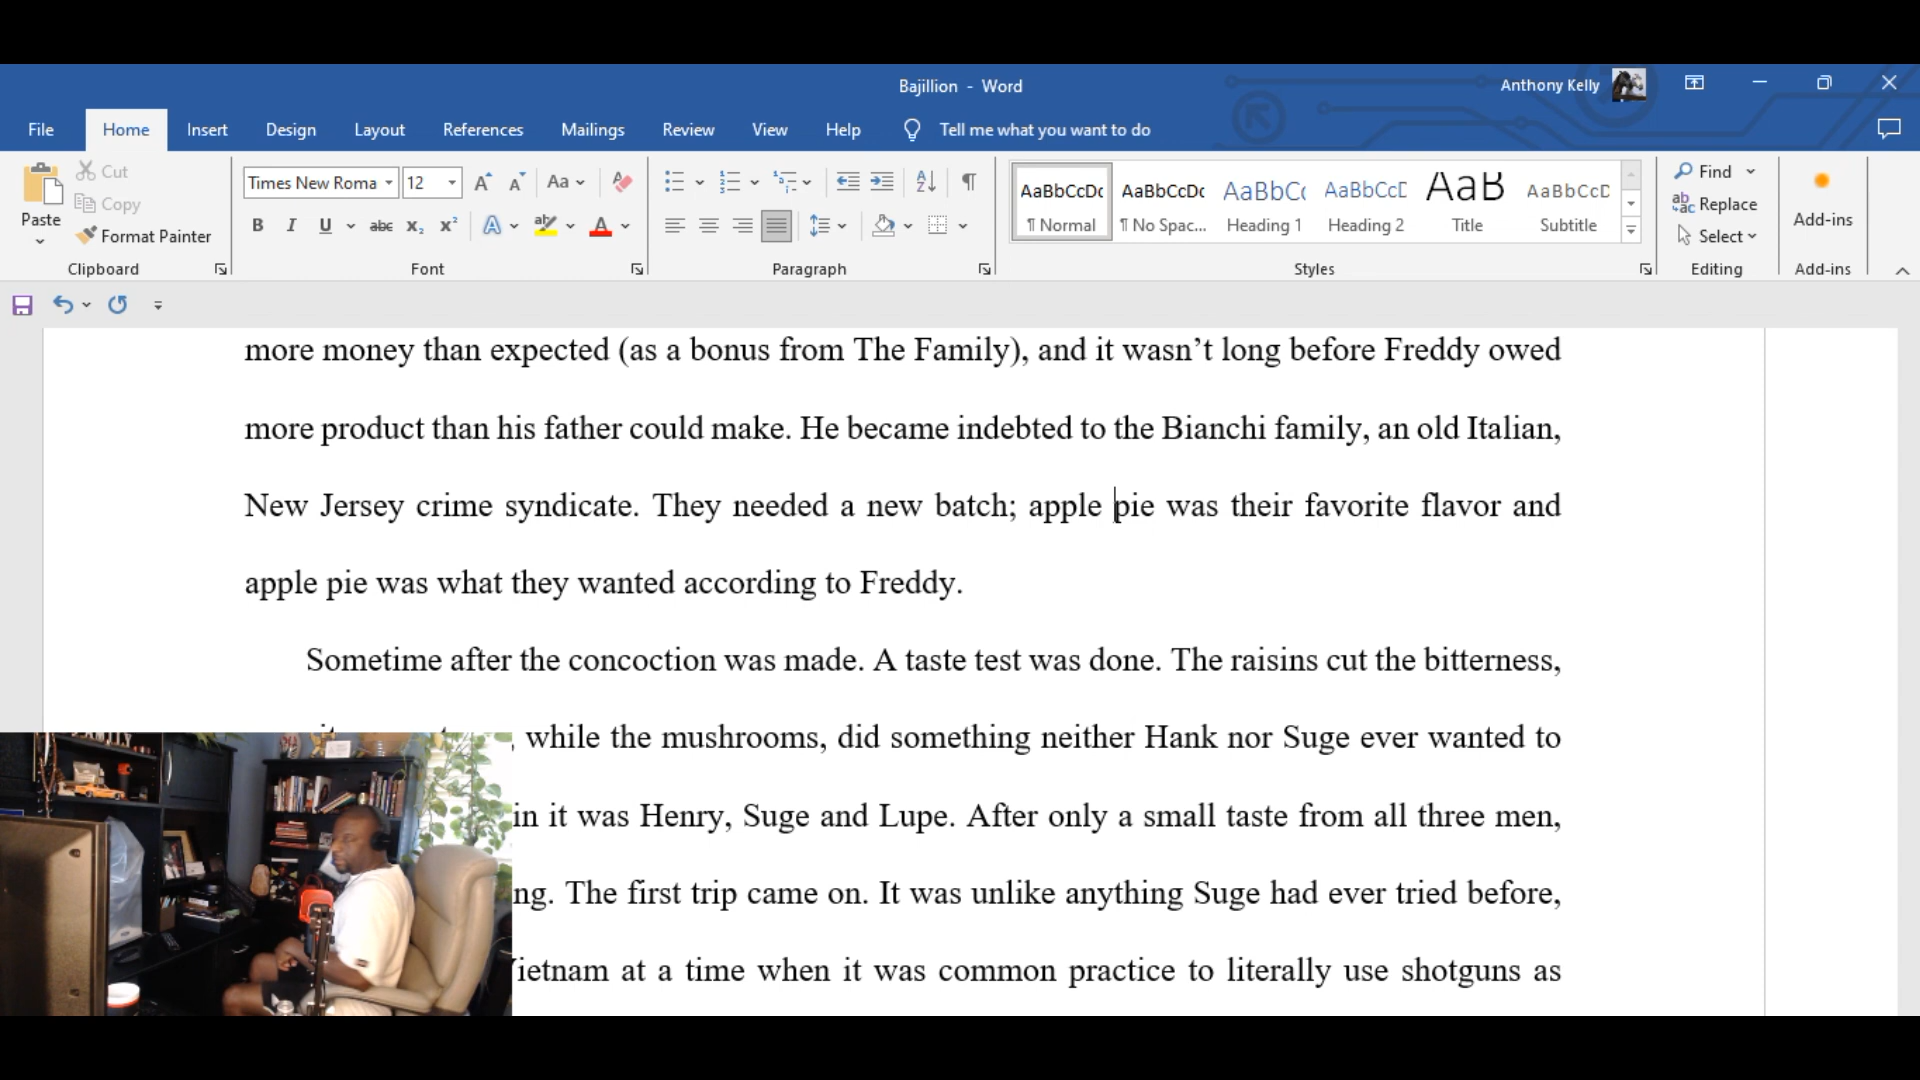 Bajillion - Word
Anthony Kelly
File Home Insert Design Layout References Mailings Review View Help Tell me what you want to do
Paste
Cut
Copy
Format Painter
Clipboard
Times New Roma 12
Aa
B I U abc x₂ x² A A
Font
Paragraph
AaBbCcDc AaBbCcDc AaBbCc AaBbCcD AaB AaBbCcD
¶ Normal ¶ No Spac... Heading 1 Heading 2 Title Subtitle
Styles
Find
Replace
Select
Editing
Add-ins
Add-ins
more money than expected (as a bonus from The Family), and it wasn’t long before Freddy owed
more product than his father could make. He became indebted to the Bianchi family, an old Italian,
New Jersey crime syndicate. They needed a new batch; apple pie was their favorite flavor and
apple pie was what they wanted according to Freddy.
Sometime after the concoction was made. A taste test was done. The raisins cut the bitterness,
, while the mushrooms, did something neither Hank nor Suge ever wanted to
in it was Henry, Suge and Lupe. After only a small taste from all three men,
ng. The first trip came on. It was unlike anything Suge had ever tried before,
ietnam at a time when it was common practice to literally use shotguns as